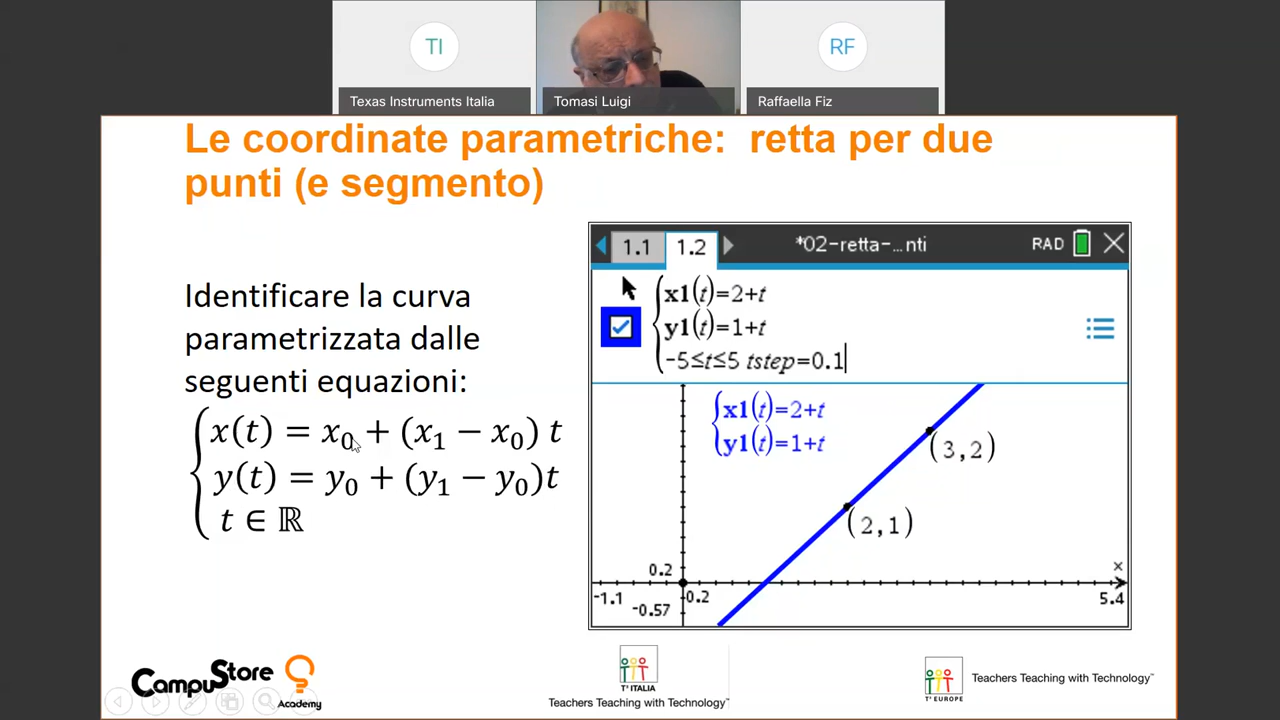 TI
RF
Texas Instruments Italia
Tomasi Luigi
Raffaella Fiz
Le coordinate parametriche: retta per due
punti (e segmento)
Identificare la curva
parametrizzata dalle
seguenti equazioni:
x(t) = x₀ + (x₁ − x₀) t
y(t) = y₀ + (y₁ − y₀)t
t ∈ ℝ
1.1 1.2 *02-retta-...nti RAD
x1(t)=2+t
y1(t)=1+t
-5≤t≤5 tstep=0.1
x1(t)=2+t
y1(t)=1+t
(3,2)
(2,1)
0.2
x
-1.1
0.2
5.4
-0.57
CampuStore
Academy
T³ ITALIA
Teachers Teaching with Technology™
T³ EUROPE
Teachers Teaching with Technology™